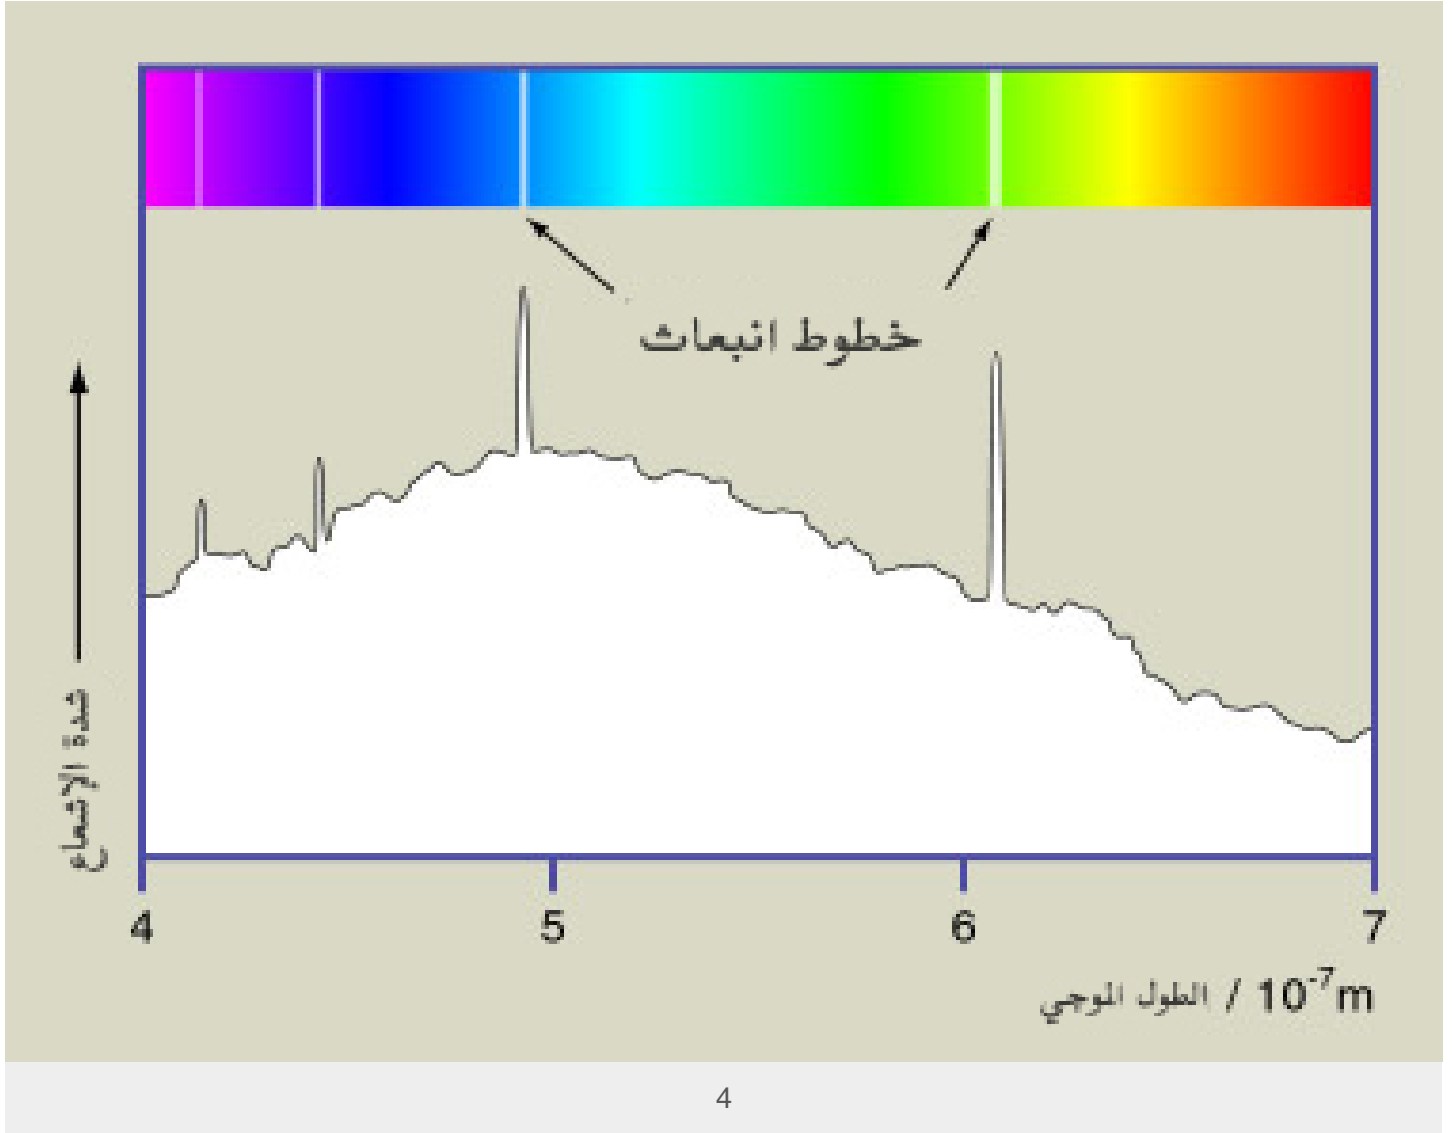 خطوط انبعاث
شدة الإشعاع
4 5 6 7
الطول الموجي / 10⁻⁷m
4